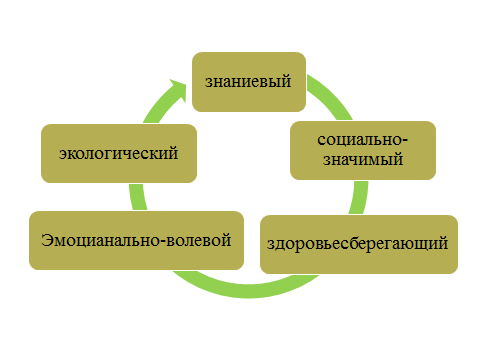 знаниевый
социально-
значимый
здоровьесберегающий
Эмоцианально-волевой
экологический